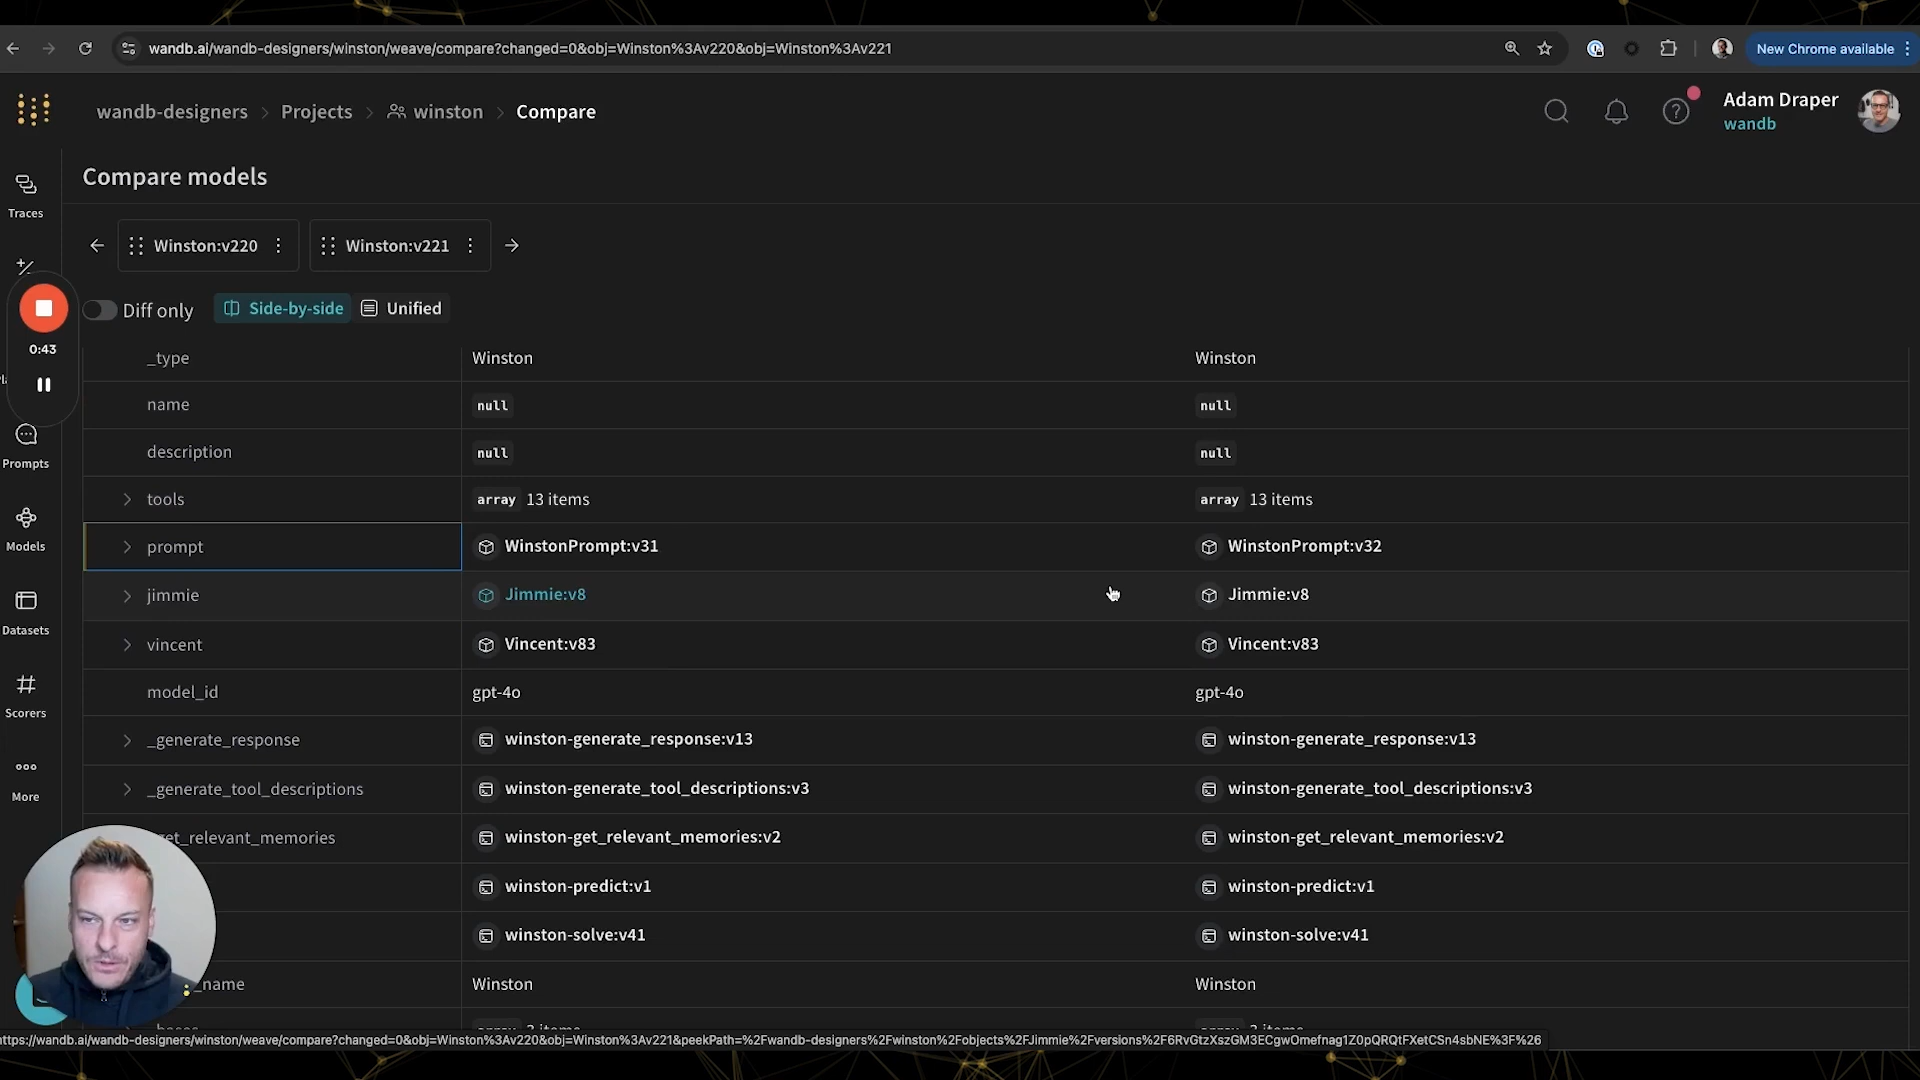 wandb.ai/wandb-designers/winston/weave/compare?changed=0&obj=Winston%3Av220&obj=Winston%3Av221
New Chrome available
wandb-designers > Projects > winston > Compare
Adam Draper
wandb
Compare models
Traces
Winston:v220
Winston:v221
Diff only
Side-by-side
Unified
0:43
_type Winston Winston
name null null
description null null
tools array 13 items array 13 items
prompt WinstonPrompt:v31 WinstonPrompt:v32
jimmie Jimmie:v8 Jimmie:v8
vincent Vincent:v83 Vincent:v83
model_id gpt-4o gpt-4o
_generate_response winston-generate_response:v13 winston-generate_response:v13
_generate_tool_descriptions winston-generate_tool_descriptions:v3 winston-generate_tool_descriptions:v3
get_relevant_memories winston-get_relevant_memories:v2 winston-get_relevant_memories:v2
winston-predict:v1 winston-predict:v1
winston-solve:v41 winston-solve:v41
_name Winston Winston
Prompts
Models
Datasets
Scorers
More
https://wandb.ai/wandb-designers/winston/weave/compare?changed=0&obj=Winston%3Av220&obj=Winston%3Av221&peekPath=%2Fwandb-designers%2Fwinston%2Fobjects%2FJimmie%2Fversions%2F6RvGtzXszGM3ECgwOmefnag1Z0pQRQtFXetCSn4sbNE%3F%26